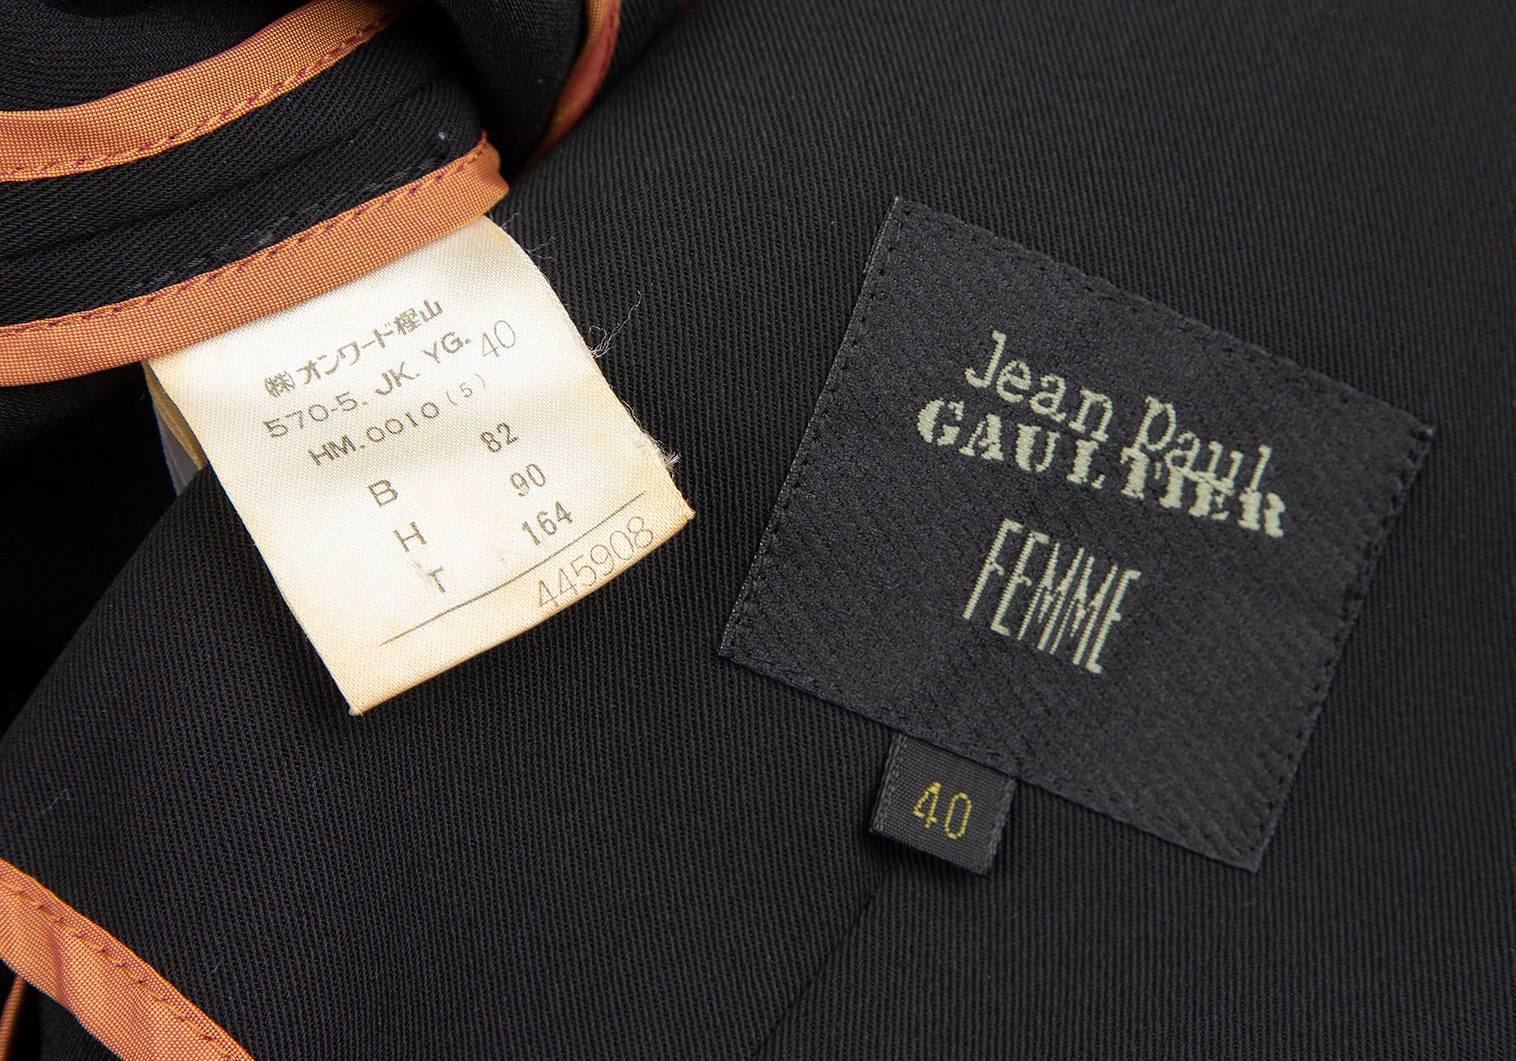 ㈱オンワード樫山
570-5. JK. YG. 40
HM.0010(5)
B 82
H 90
T 164
445908
Jean Paul
GAULTIER
FEMME
40